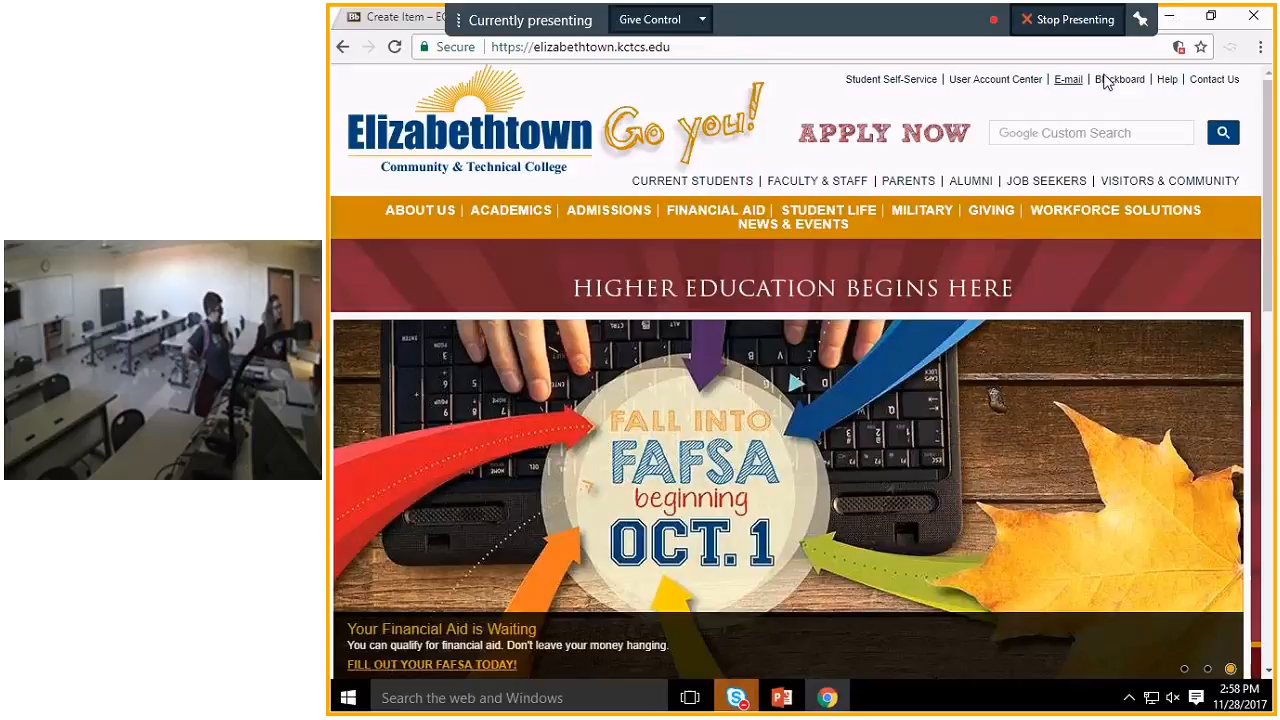 Bb Create Item – EC
Currently presenting
Give Control
Stop Presenting
Secure https://elizabethtown.kctcs.edu
Student Self-Service | User Account Center | E-mail | Blackboard | Help | Contact Us
Elizabethtown
Community & Technical College
Go you!
APPLY NOW
Google Custom Search
CURRENT STUDENTS | FACULTY & STAFF | PARENTS | ALUMNI | JOB SEEKERS | VISITORS & COMMUNITY
ABOUT US | ACADEMICS | ADMISSIONS | FINANCIAL AID | STUDENT LIFE | MILITARY | GIVING | WORKFORCE SOLUTIONS
NEWS & EVENTS
HIGHER EDUCATION BEGINS HERE
FALL INTO
FAFSA
beginning
OCT. 1
Your Financial Aid is Waiting
You can qualify for financial aid. Don't leave your money hanging.
FILL OUT YOUR FAFSA TODAY!
Search the web and Windows
2:58 PM
11/28/2017